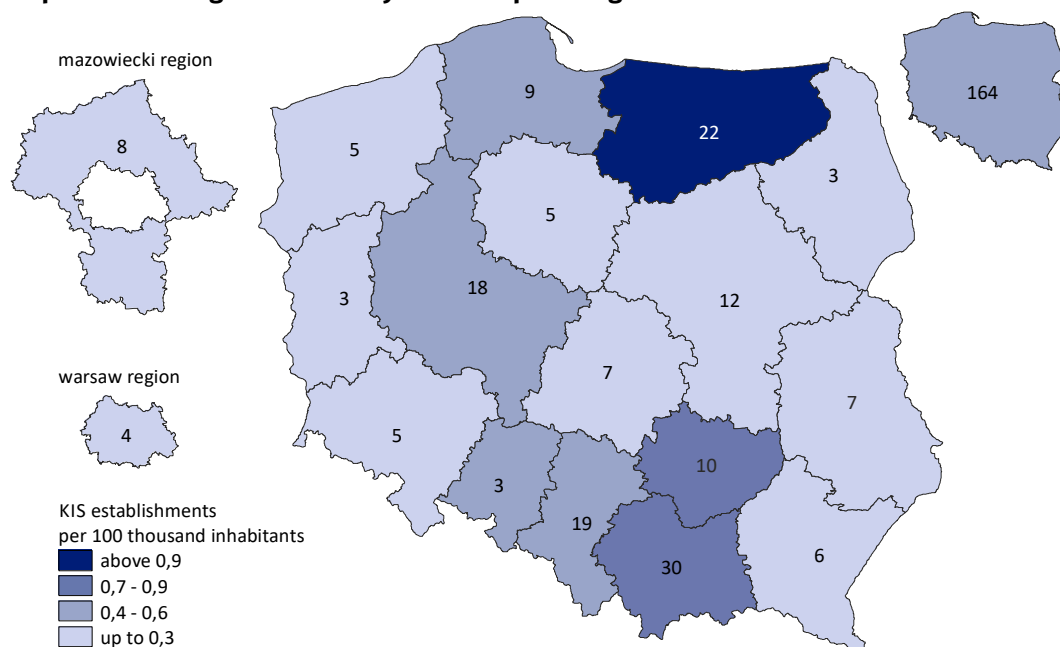 mazowiecki region
8
warsaw region
4
KIS establishments
per 100 thousand inhabitants
above 0,9
0,7 - 0,9
0,4 - 0,6
up to 0,3
9
22
164
5
3
5
18
3
12
7
7
5
10
3
19
6
30